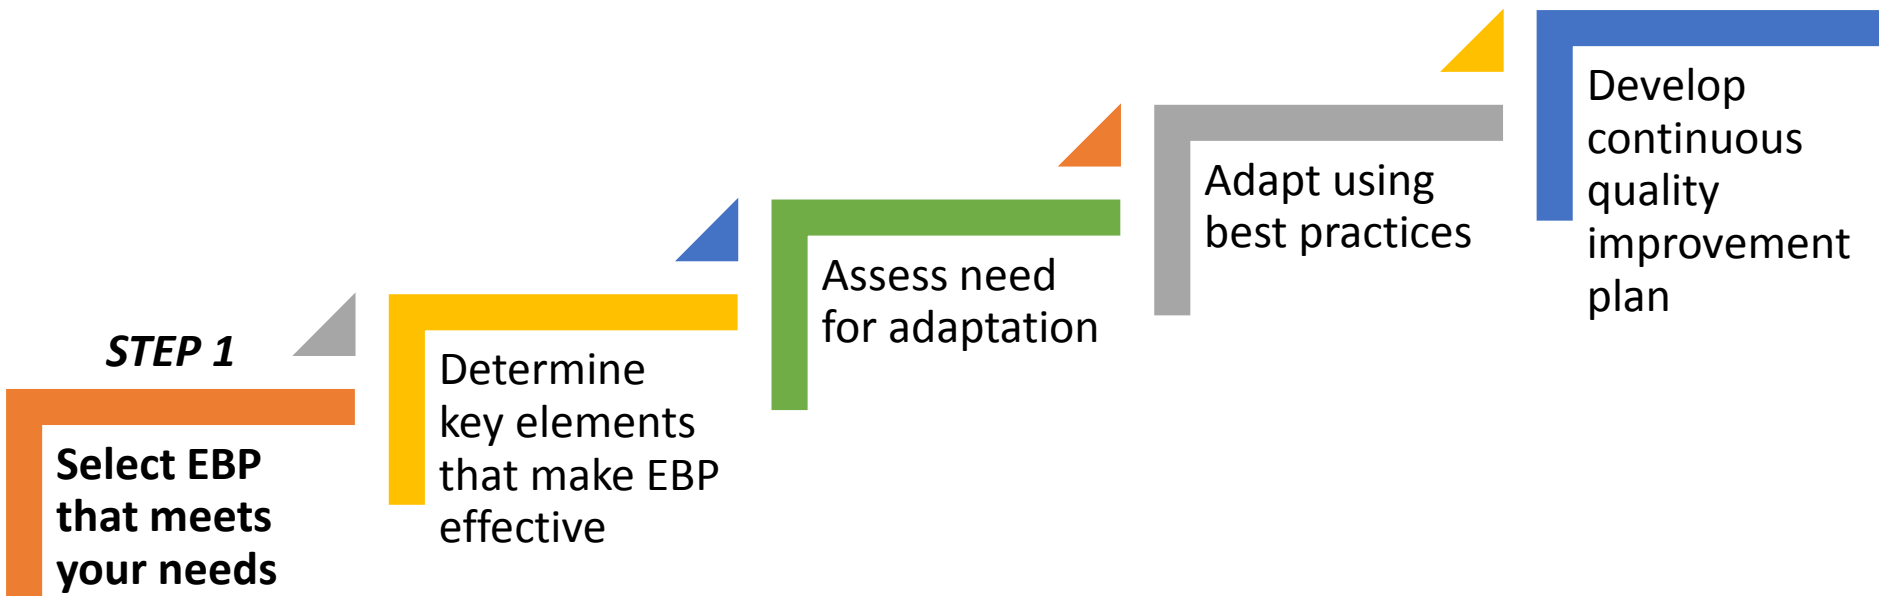 STEP 1
Select EBP
that meets
your needs
Determine
key elements
that make EBP
effective
Assess need
for adaptation
Adapt using
best practices
Develop
continuous
quality
improvement
plan